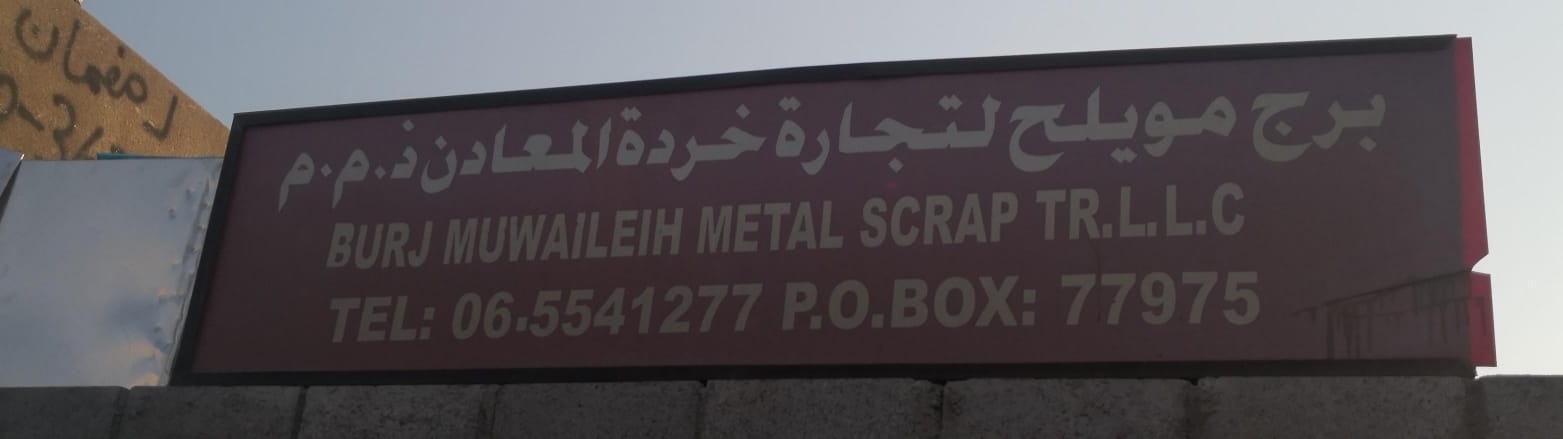 برج مويلح لتجارة خردة المعادن ذ.م.م
BURJ MUWAiLEIH METAL SCRAP TR.L.L.C
TEL: 06.5541277 P.O.BOX: 77975